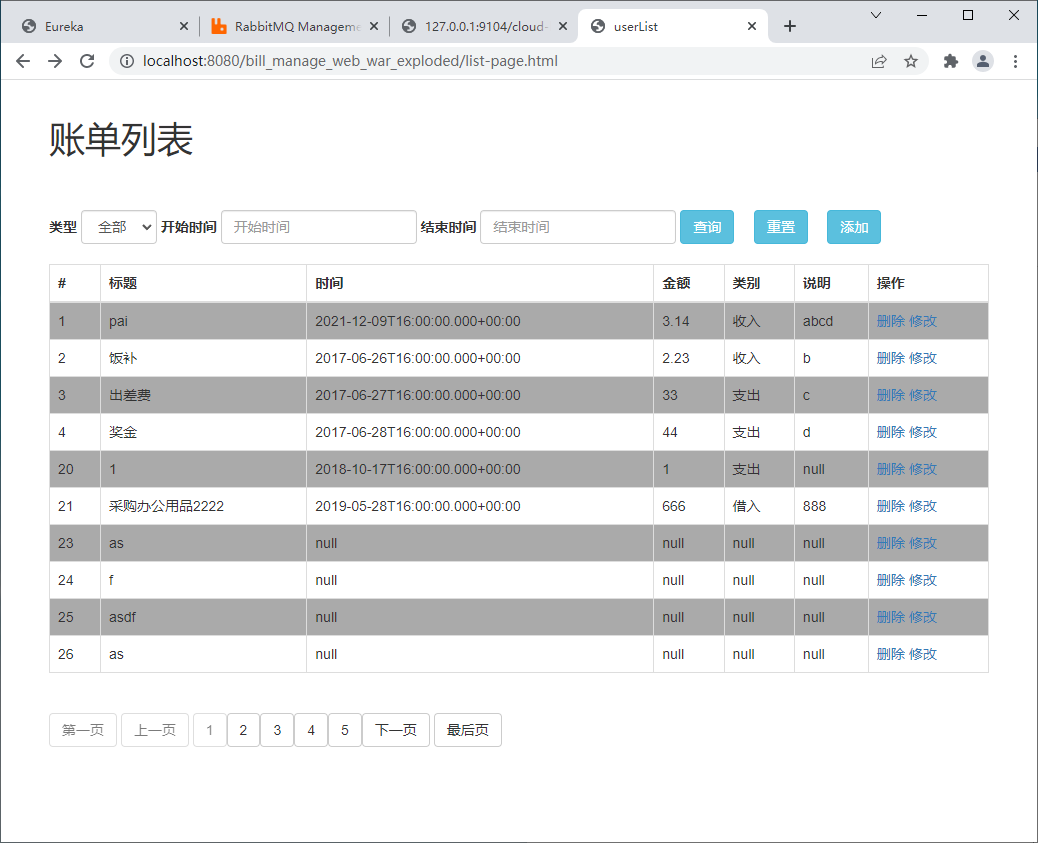 Eureka
RabbitMQ Manageme
127.0.0.1:9104/cloud-
userList
localhost:8080/bill_manage_web_war_exploded/list-page.html
账单列表
类型 全部 开始时间 开始时间 结束时间 结束时间 查询 重置 添加
# 标题 时间 金额 类别 说明 操作
1 pai 2021-12-09T16:00:00.000+00:00 3.14 收入 abcd 删除 修改
2 饭补 2017-06-26T16:00:00.000+00:00 2.23 收入 b 删除 修改
3 出差费 2017-06-27T16:00:00.000+00:00 33 支出 c 删除 修改
4 奖金 2017-06-28T16:00:00.000+00:00 44 支出 d 删除 修改
20 1 2018-10-17T16:00:00.000+00:00 1 支出 null 删除 修改
21 采购办公用品2222 2019-05-28T16:00:00.000+00:00 666 借入 888 删除 修改
23 as null null null null 删除 修改
24 f null null null null 删除 修改
25 asdf null null null null 删除 修改
26 as null null null null 删除 修改
第一页 上一页 1 2 3 4 5 下一页 最后页